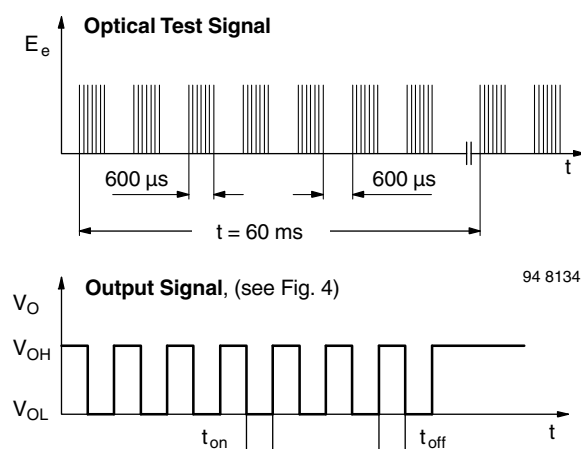 Optical Test Signal
E e
t
600 µs
600 µs
t = 60 ms
94 8134
Output Signal, (see Fig. 4)
V O
V OH
V OL
t on
t off
t